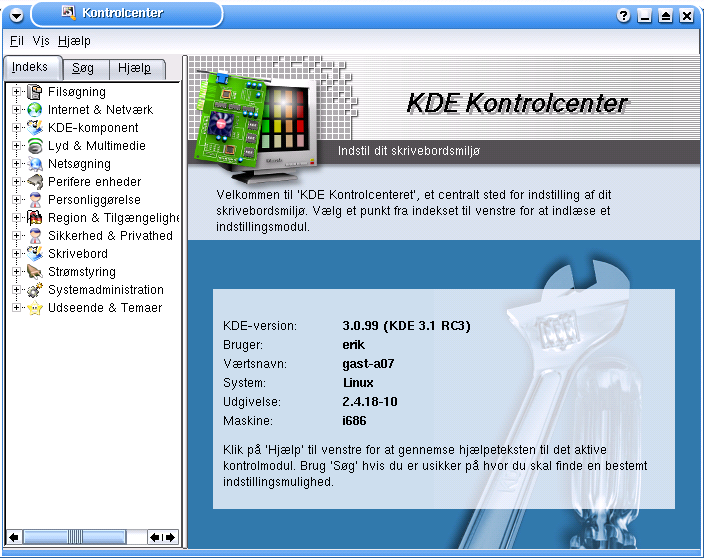 Kontrolcenter
Fil Vis Hjælp
Indeks Søg Hjælp
Filsøgning
Internet & Netværk
KDE-komponent
Lyd & Multimedie
Netsøgning
Perifere enheder
Personliggørelse
Region & Tilgængelighe
Sikkerhed & Privathed
Skrivebord
Strømstyring
Systemadministration
Udseende & Temaer
KDE Kontrolcenter
Indstil dit skrivebordsmiljø
Velkommen til 'KDE Kontrolcenteret', et centralt sted for indstilling af dit
skrivebordsmiljø. Vælg et punkt fra indekset til venstre for at indlæse et
indstillingsmodul.
KDE-version: 3.0.99 (KDE 3.1 RC3)
Bruger: erik
Værtsnavn: gast-a07
System: Linux
Udgivelse: 2.4.18-10
Maskine: i686
Klik på 'Hjælp' til venstre for at gennemse hjælpeteksten til det aktive
kontrolmodul. Brug 'Søg' hvis du er usikker på hvor du skal finde en bestemt
indstillingsmulighed.